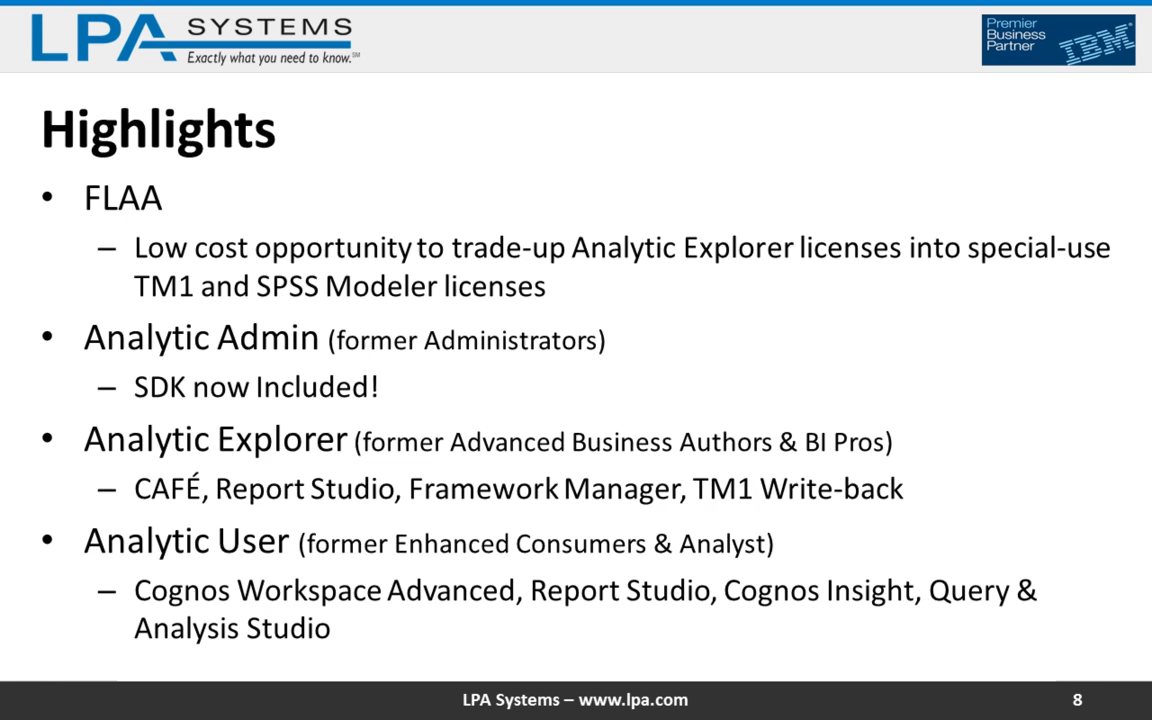 LPA SYSTEMS
Exactly what you need to know.℠
Premier
Business
Partner
IBM®
Highlights
• FLAA
– Low cost opportunity to trade-up Analytic Explorer licenses into special-use
TM1 and SPSS Modeler licenses
• Analytic Admin (former Administrators)
– SDK now Included!
• Analytic Explorer (former Advanced Business Authors & BI Pros)
– CAFÉ, Report Studio, Framework Manager, TM1 Write-back
• Analytic User (former Enhanced Consumers & Analyst)
– Cognos Workspace Advanced, Report Studio, Cognos Insight, Query &
Analysis Studio
LPA Systems – www.lpa.com
8